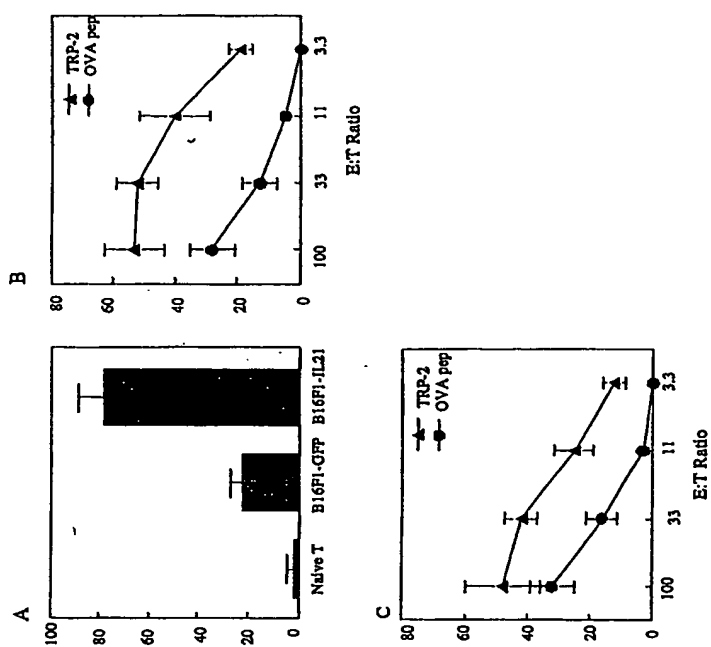 A
100
80
60
40
20
0
Naive T
B16F1-GFP
B16F1-IL21
B
80
60
40
20
0
TRP-2
OVA pep
100
33
11
3.3
E:T Ratio
C
80
60
40
20
0
TRP-2
OVA pep
100
33
11
3.3
E:T Ratio